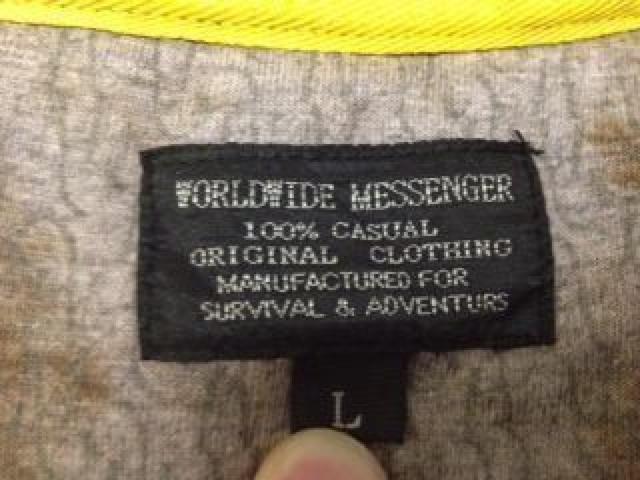 WORLDWIDE MESSENGER
100% CASUAL
ORIGINAL CLOTHING
MANUFACTURED FOR
SURVIVAL & ADVENTURS
L